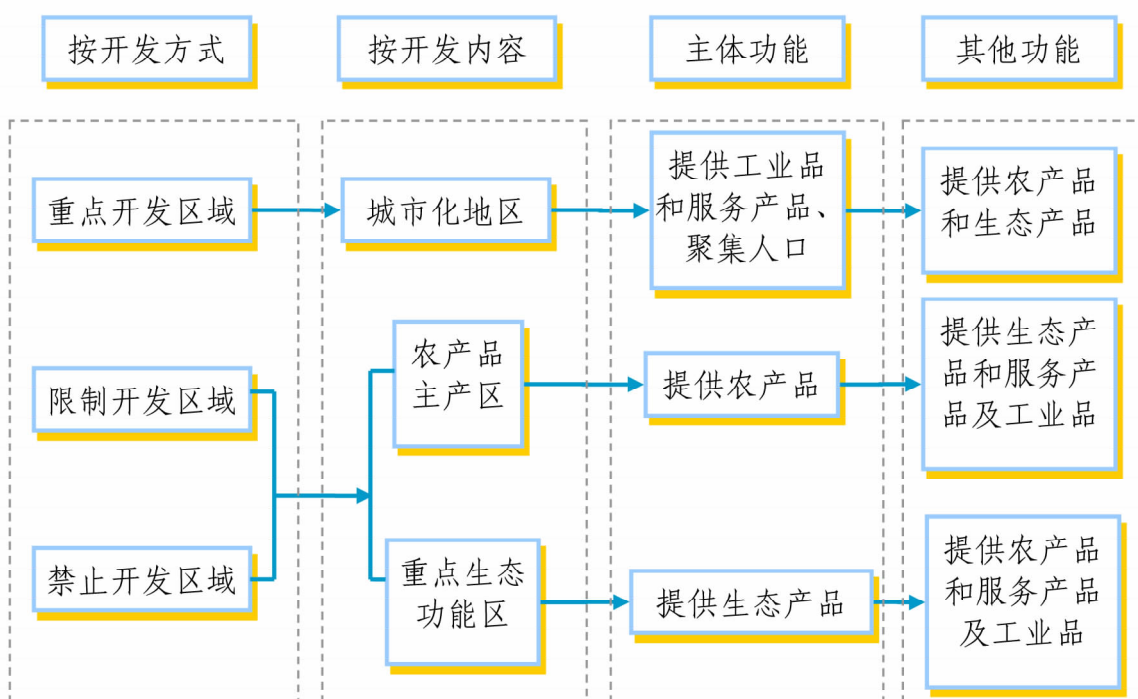 按开发方式
按开发内容
主体功能
其他功能
重点开发区域
城市化地区
提供工业品
和服务产品、
聚集人口
提供农产品
和生态产品
限制开发区域
农产品
主产区
提供农产品
提供生态产
品和服务产
品及工业品
禁止开发区域
重点生态
功能区
提供生态产品
提供农产品
和服务产品
及工业品